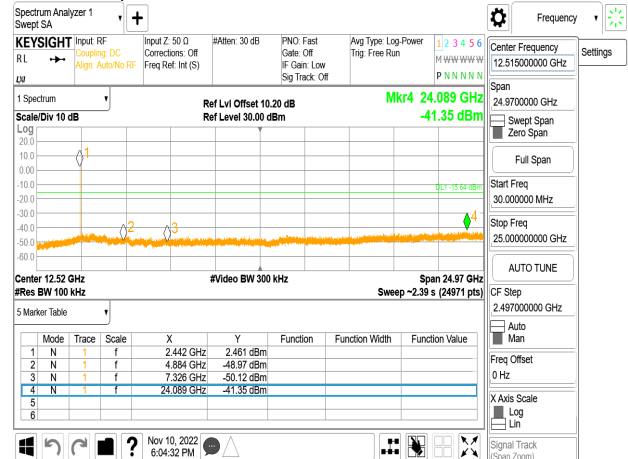 Spectrum Analyzer 1
Swept SA
Frequency
KEYSIGHT
RL
Input: RF
Coupling: DC
Align: Auto/No RF
Input Z: 50 Ω
Corrections: Off
Freq Ref: Int (S)
#Atten: 30 dB
PNO: Fast
Gate: Off
IF Gain: Low
Sig Track: Off
Avg Type: Log-Power
Trig: Free Run
1 2 3 4 5 6
M W W W W W
P N N N N N
1 Spectrum
Scale/Div 10 dB
Ref Lvl Offset 10.20 dB
Ref Level 30.00 dBm
Mkr4 24.089 GHz
-41.35 dBm
Log
20.0
10.0
0.00
-10.0
-20.0
-30.0
-40.0
-50.0
-60.0
1
2
3
4
DL1 -15.64 dBm
Center 12.52 GHz
#Video BW 300 kHz
Span 24.97 GHz
#Res BW 100 kHz
Sweep ~2.39 s (24971 pts)
5 Marker Table
Mode Trace Scale X Y Function Function Width Function Value
1 N 1 f 2.442 GHz 2.461 dBm
2 N 1 f 4.884 GHz -48.97 dBm
3 N 1 f 7.326 GHz -50.12 dBm
4 N 1 f 24.089 GHz -41.35 dBm
5
6
?
Nov 10, 2022
6:04:32 PM
Center Frequency
12.515000000 GHz
Settings
Span
24.9700000 GHz
Swept Span
Zero Span
Full Span
Start Freq
30.000000 MHz
Stop Freq
25.000000000 GHz
AUTO TUNE
CF Step
2.497000000 GHz
Auto
Man
Freq Offset
0 Hz
X Axis Scale
Log
Lin
Signal Track
(Span Zoom)